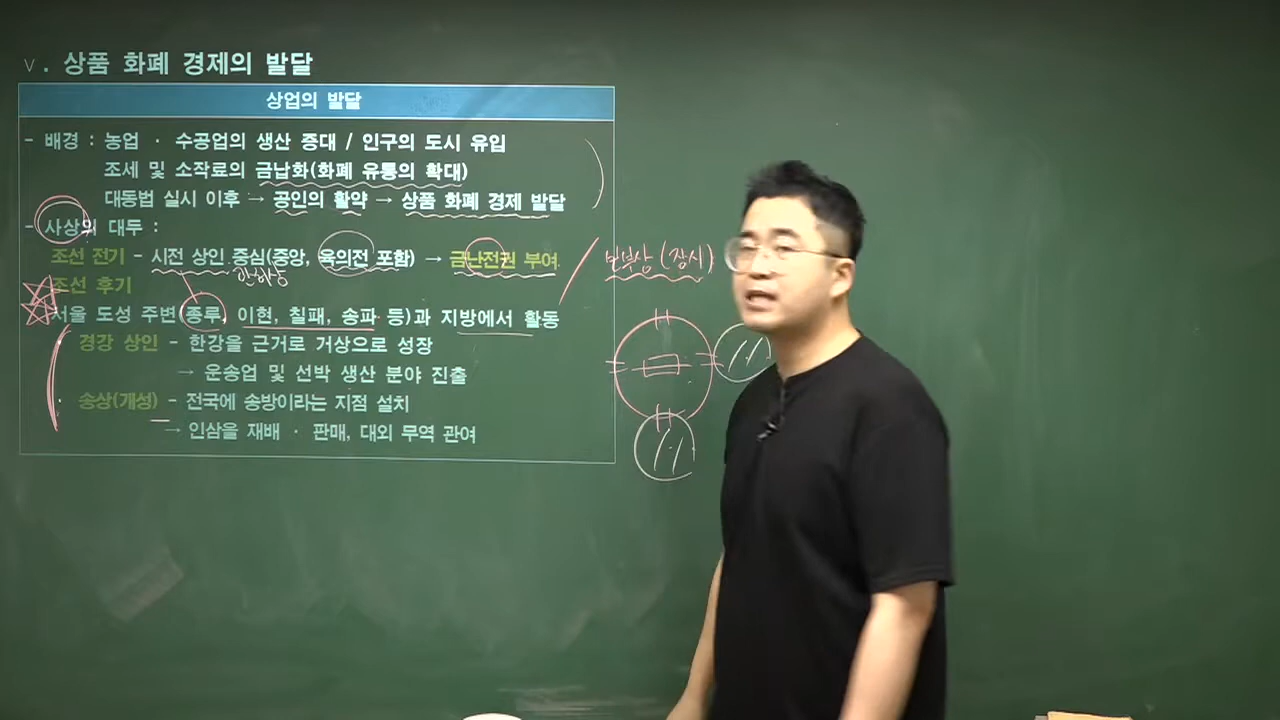 Ⅴ. 상품 화폐 경제의 발달
상업의 발달
- 배경 : 농업 · 수공업의 생산 증대 / 인구의 도시 유입
조세 및 소작료의 금납화(화폐 유통의 확대)
대동법 실시 이후 → 공인의 활약 → 상품 화폐 경제 발달
- 사상의 대두 :
조선 전기 - 시전 상인 중심(중앙, 육의전 포함) → 금난전권 부여
보부상 (장시)
조선 후기
서울 도성 주변(종루, 이현, 칠패, 송파 등)과 지방에서 활동
경강 상인 - 한강을 근거로 거상으로 성장
→ 운송업 및 선박 생산 분야 진출
송상(개성) - 전국에 송방이라는 지점 설치
→ 인삼을 재배 · 판매, 대외 무역 관여